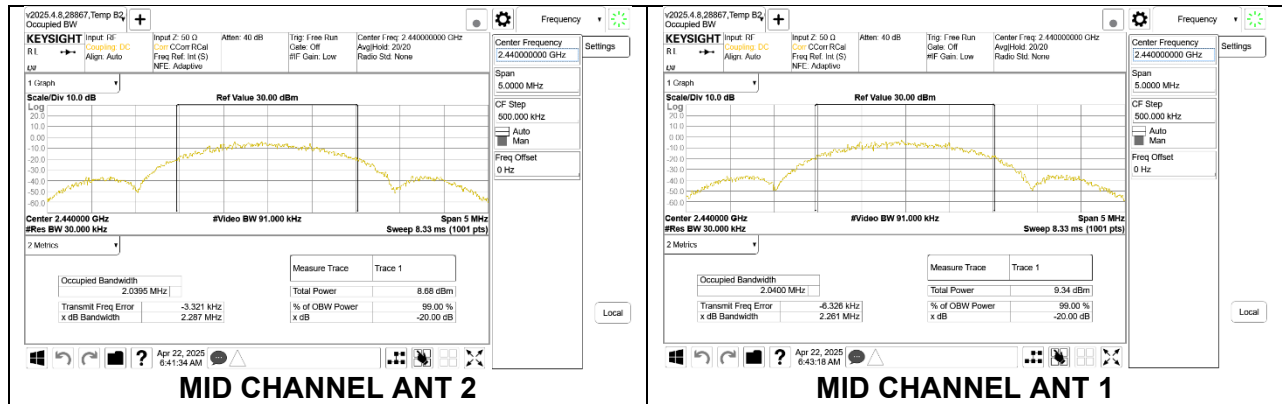 v2025.4.8,28867,Temp B2
Occupied BW
Frequency
KEYSIGHT
Input: RF
Coupling: DC
Align: Auto
Input Z: 50 Ω
Corr CCorr RCal
Freq Ref: Int (S)
NFE: Adaptive
Atten: 40 dB
Trig: Free Run
Gate: Off
#IF Gain: Low
Center Freq: 2.440000000 GHz
Avg|Hold: 20/20
Radio Std: None
Center Frequency
2.440000000 GHz
Settings
Span
5.0000 MHz
CF Step
500.000 kHz
Auto
Man
Freq Offset
0 Hz
1 Graph
Scale/Div 10.0 dB
Ref Value 30.00 dBm
Log
20.0
10.0
0.00
-10.0
-20.0
-30.0
-40.0
-50.0
-60.0
Center 2.440000 GHz
#Video BW 91.000 kHz
Span 5 MHz
#Res BW 30.000 kHz
Sweep 8.33 ms (1001 pts)
2 Metrics
Measure Trace
Trace 1
Occupied Bandwidth
2.0395 MHz
Total Power
8.68 dBm
Transmit Freq Error
-3.321 kHz
% of OBW Power
99.00 %
x dB Bandwidth
2.287 MHz
x dB
-20.00 dB
Local
?
Apr 22, 2025
6:41:34 AM
MID CHANNEL ANT 2
v2025.4.8,28867,Temp B2
Occupied BW
Frequency
KEYSIGHT
Input: RF
Coupling: DC
Align: Auto
Input Z: 50 Ω
Corr CCorr RCal
Freq Ref: Int (S)
NFE: Adaptive
Atten: 40 dB
Trig: Free Run
Gate: Off
#IF Gain: Low
Center Freq: 2.440000000 GHz
Avg|Hold: 20/20
Radio Std: None
Center Frequency
2.440000000 GHz
Settings
Span
5.0000 MHz
CF Step
500.000 kHz
Auto
Man
Freq Offset
0 Hz
1 Graph
Scale/Div 10.0 dB
Ref Value 30.00 dBm
Log
20.0
10.0
0.00
-10.0
-20.0
-30.0
-40.0
-50.0
-60.0
Center 2.440000 GHz
#Video BW 91.000 kHz
Span 5 MHz
#Res BW 30.000 kHz
Sweep 8.33 ms (1001 pts)
2 Metrics
Measure Trace
Trace 1
Occupied Bandwidth
2.0400 MHz
Total Power
9.34 dBm
Transmit Freq Error
-6.326 kHz
% of OBW Power
99.00 %
x dB Bandwidth
2.261 MHz
x dB
-20.00 dB
Local
?
Apr 22, 2025
6:43:18 AM
MID CHANNEL ANT 1